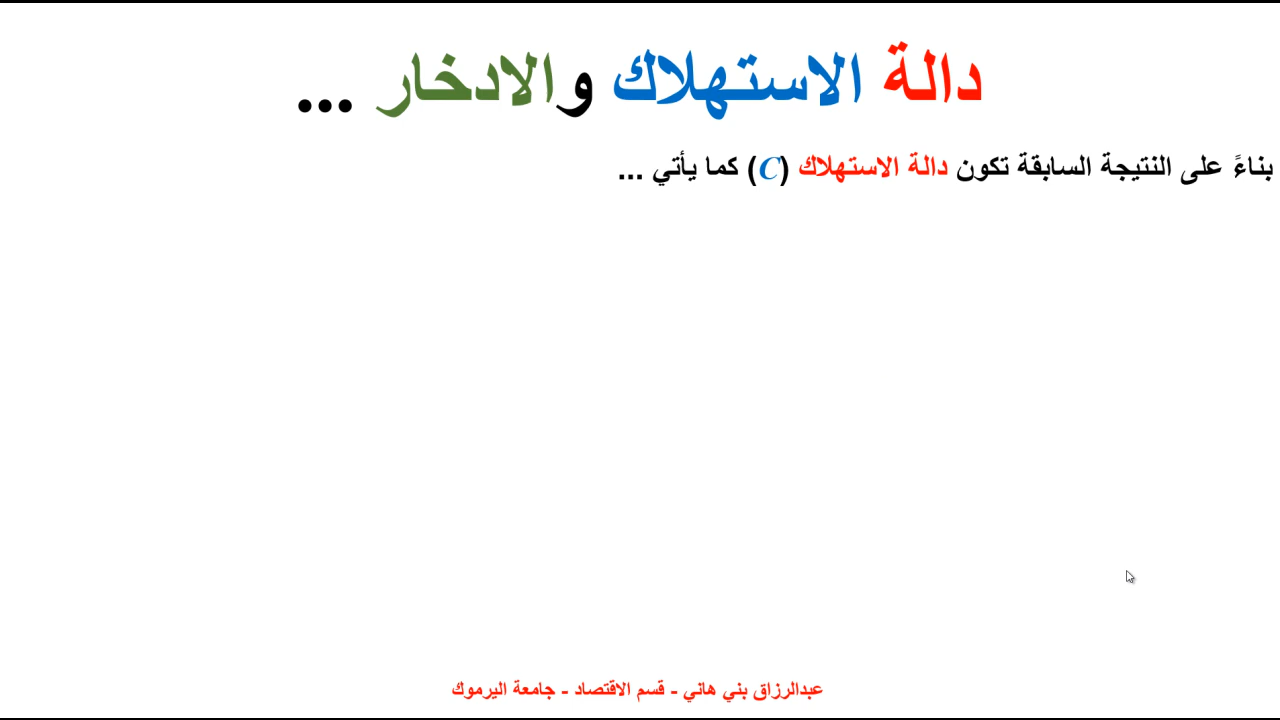 دالة الاستهلاك والادخار ...
بناءً على النتيجة السابقة تكون دالة الاستهلاك (C) كما يأتي ...
عبدالرزاق بني هاني - قسم الاقتصاد - جامعة اليرموك